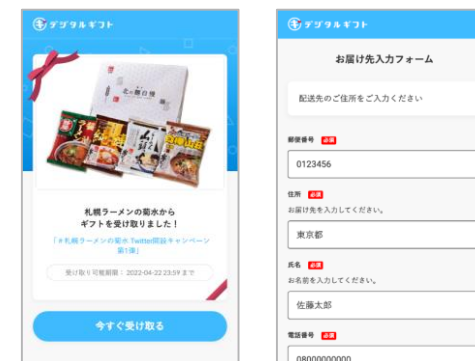 デジタルギフト
札幌ラーメンの菊水から
ギフトを受け取りました！
「#札幌ラーメンの菊水 Twitter開設キャンペーン
第1弾」
受け取り可能期限： 2022-04-22 23:59 まで
今すぐ受け取る
デジタルギフト
お届け先入力フォーム
配送先のご住所をご入力ください
郵便番号 必須
0123456
住所 必須
お届け先を入力してください。
東京都
氏名 必須
お名前を入力してください。
佐藤太郎
電話番号 必須
08000000000